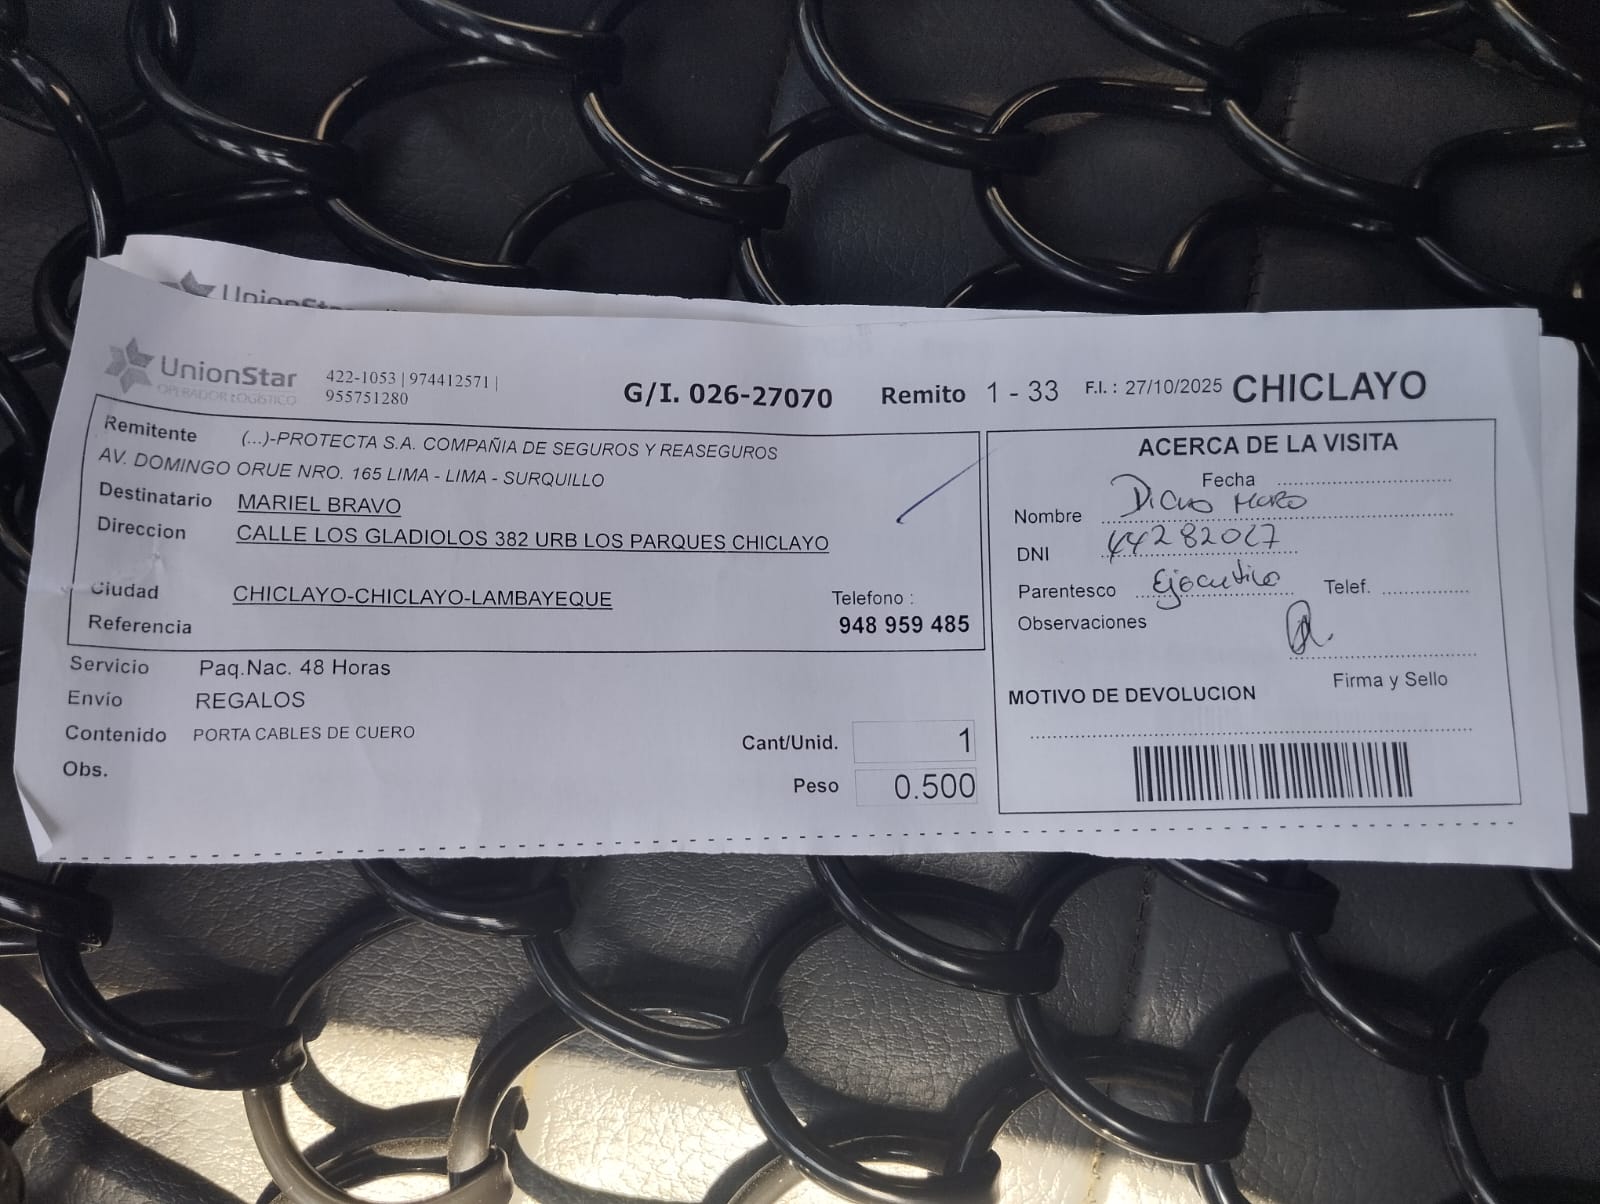 UnionStar
UnionStar
OPERADOR LOGÍSTICO
422-1053 | 974412571 |
955751280
G/I. 026-27070
Remito 1 - 33
F.I. : 27/10/2025
CHICLAYO
Remitente (...)-PROTECTA S.A. COMPAÑIA DE SEGUROS Y REASEGUROS
AV. DOMINGO ORUE NRO. 165 LIMA - LIMA - SURQUILLO
Destinatario MARIEL BRAVO
Direccion CALLE LOS GLADIOLOS 382 URB LOS PARQUES CHICLAYO
Ciudad CHICLAYO-CHICLAYO-LAMBAYEQUE
Telefono :
Referencia
948 959 485
Servicio Paq.Nac. 48 Horas
Envío REGALOS
Contenido PORTA CABLES DE CUERO
Obs.
Cant/Unid. 1
Peso 0.500
ACERCA DE LA VISITA
Fecha
Nombre
DNI 44282027
Parentesco Ejecutivo Telef.
Observaciones
Firma y Sello
MOTIVO DE DEVOLUCION